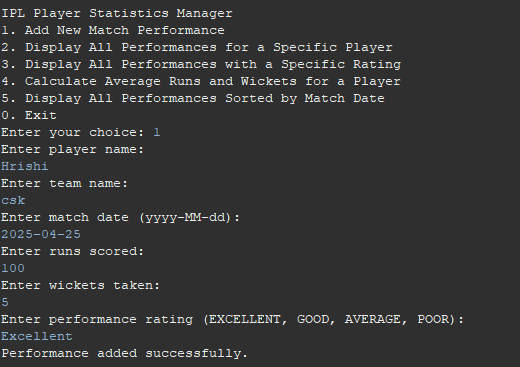 IPL Player Statistics Manager
1. Add New Match Performance
2. Display All Performances for a Specific Player
3. Display All Performances with a Specific Rating
4. Calculate Average Runs and Wickets for a Player
5. Display All Performances Sorted by Match Date
0. Exit
Enter your choice: 1
Enter player name:
Hrishi
Enter team name:
csk
Enter match date (yyyy-MM-dd):
2025-04-25
Enter runs scored:
100
Enter wickets taken:
5
Enter performance rating (EXCELLENT, GOOD, AVERAGE, POOR):
Excellent
Performance added successfully.